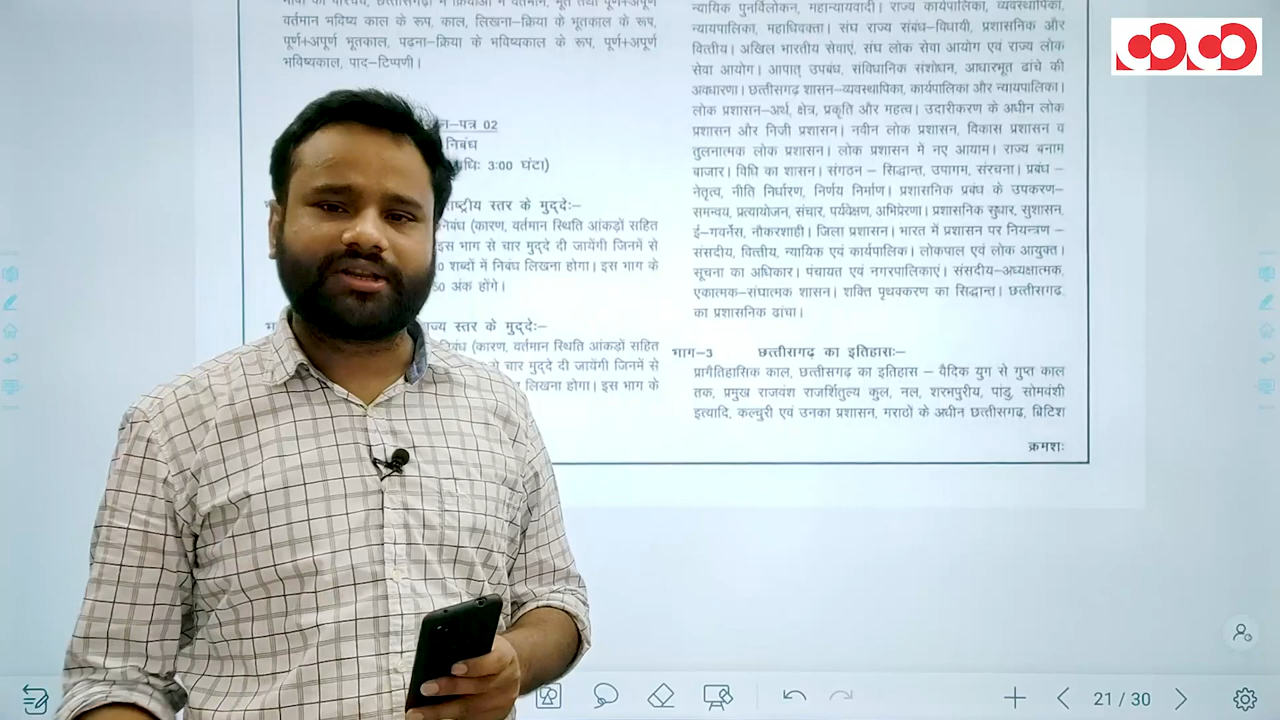 वर्तमान भविष्य काल के रूप, काल, लिखना–क्रिया के भूतकाल के रूप,
पूर्ण+अपूर्ण भूतकाल, पढ़ना–क्रिया के भविष्यकाल के रूप, पूर्ण+अपूर्ण
भविष्यकाल, पाद–टिप्पणी।
न–पत्र 02
निबंध
धिः 3:00 घंटा)
राष्ट्रीय स्तर के मुद्देः–
निबंध (कारण, वर्तमान स्थिति आंकड़ों सहित
इस भाग से चार मुद्दे दी जायेंगी जिनमें से
0 शब्दों में निबंध लिखना होगा। इस भाग के
50 अंक होंगे।
राज्य स्तर के मुद्देः–
निबंध (कारण, वर्तमान स्थिति आंकड़ों सहित
से चार मुद्दे दी जायेंगी जिनमें से
लिखना होगा। इस भाग के
न्यायिक पुनर्विलोकन, महान्यायवादी। राज्य कार्यपालिका, व्यवस्थापिका,
न्यायपालिका, महाधिवक्ता। संघ राज्य संबंध–विधायी, प्रशासनिक और
वित्तीय। अखिल भारतीय सेवाएं, संघ लोक सेवा आयोग एवं राज्य लोक
सेवा आयोग। आपात् उपबंध, संविधानिक संशोधन, आधारभूत ढांचे की
अवधारणा। छत्तीसगढ़ शासन–व्यवस्थापिका, कार्यपालिका और न्यायपालिका।
लोक प्रशासन–अर्थ, क्षेत्र, प्रकृति और महत्व। उदारीकरण के अधीन लोक
प्रशासन और निजी प्रशासन। नवीन लोक प्रशासन, विकास प्रशासन व
तुलनात्मक लोक प्रशासन। लोक प्रशासन में नए आयाम। राज्य बनाम
बाजार। विधि का शासन। संगठन – सिद्धान्त, उपागम, संरचना। प्रबंध –
नेतृत्व, नीति निर्धारण, निर्णय निर्माण। प्रशासनिक प्रबंध के उपकरण–
समन्वय, प्रत्यायोजन, संचार, पर्यवेक्षण, अभिप्रेरणा। प्रशासनिक सुधार, सुशासन,
ई–गवर्नेस, नौकरशाही। जिला प्रशासन। भारत में प्रशासन पर नियन्त्रण –
संसदीय, वित्तीय, न्यायिक एवं कार्यपालिक। लोकपाल एवं लोक आयुक्त।
सूचना का अधिकार। पंचायत एवं नगरपालिकाएं। संसदीय–अध्यक्षात्मक,
एकात्मक–संघात्मक शासन। शक्ति पृथवकरण का सिद्धान्त। छत्तीसगढ़
का प्रशासनिक ढांचा।
भाग–3 छत्तीसगढ़ का इतिहासः–
प्रागैतिहासिक काल, छत्तीसगढ़ का इतिहास – वैदिक युग से गुप्त काल
तक, प्रमुख राजवंश राजर्शितुल्य कुल, नल, शरभपुरीय, पांडु, सोमवंशी
इत्यादि, कल्चुरी एवं उनका प्रशासन, मराठों के अधीन छत्तीसगढ़, ब्रिटिश
क्रमशः
21 / 30